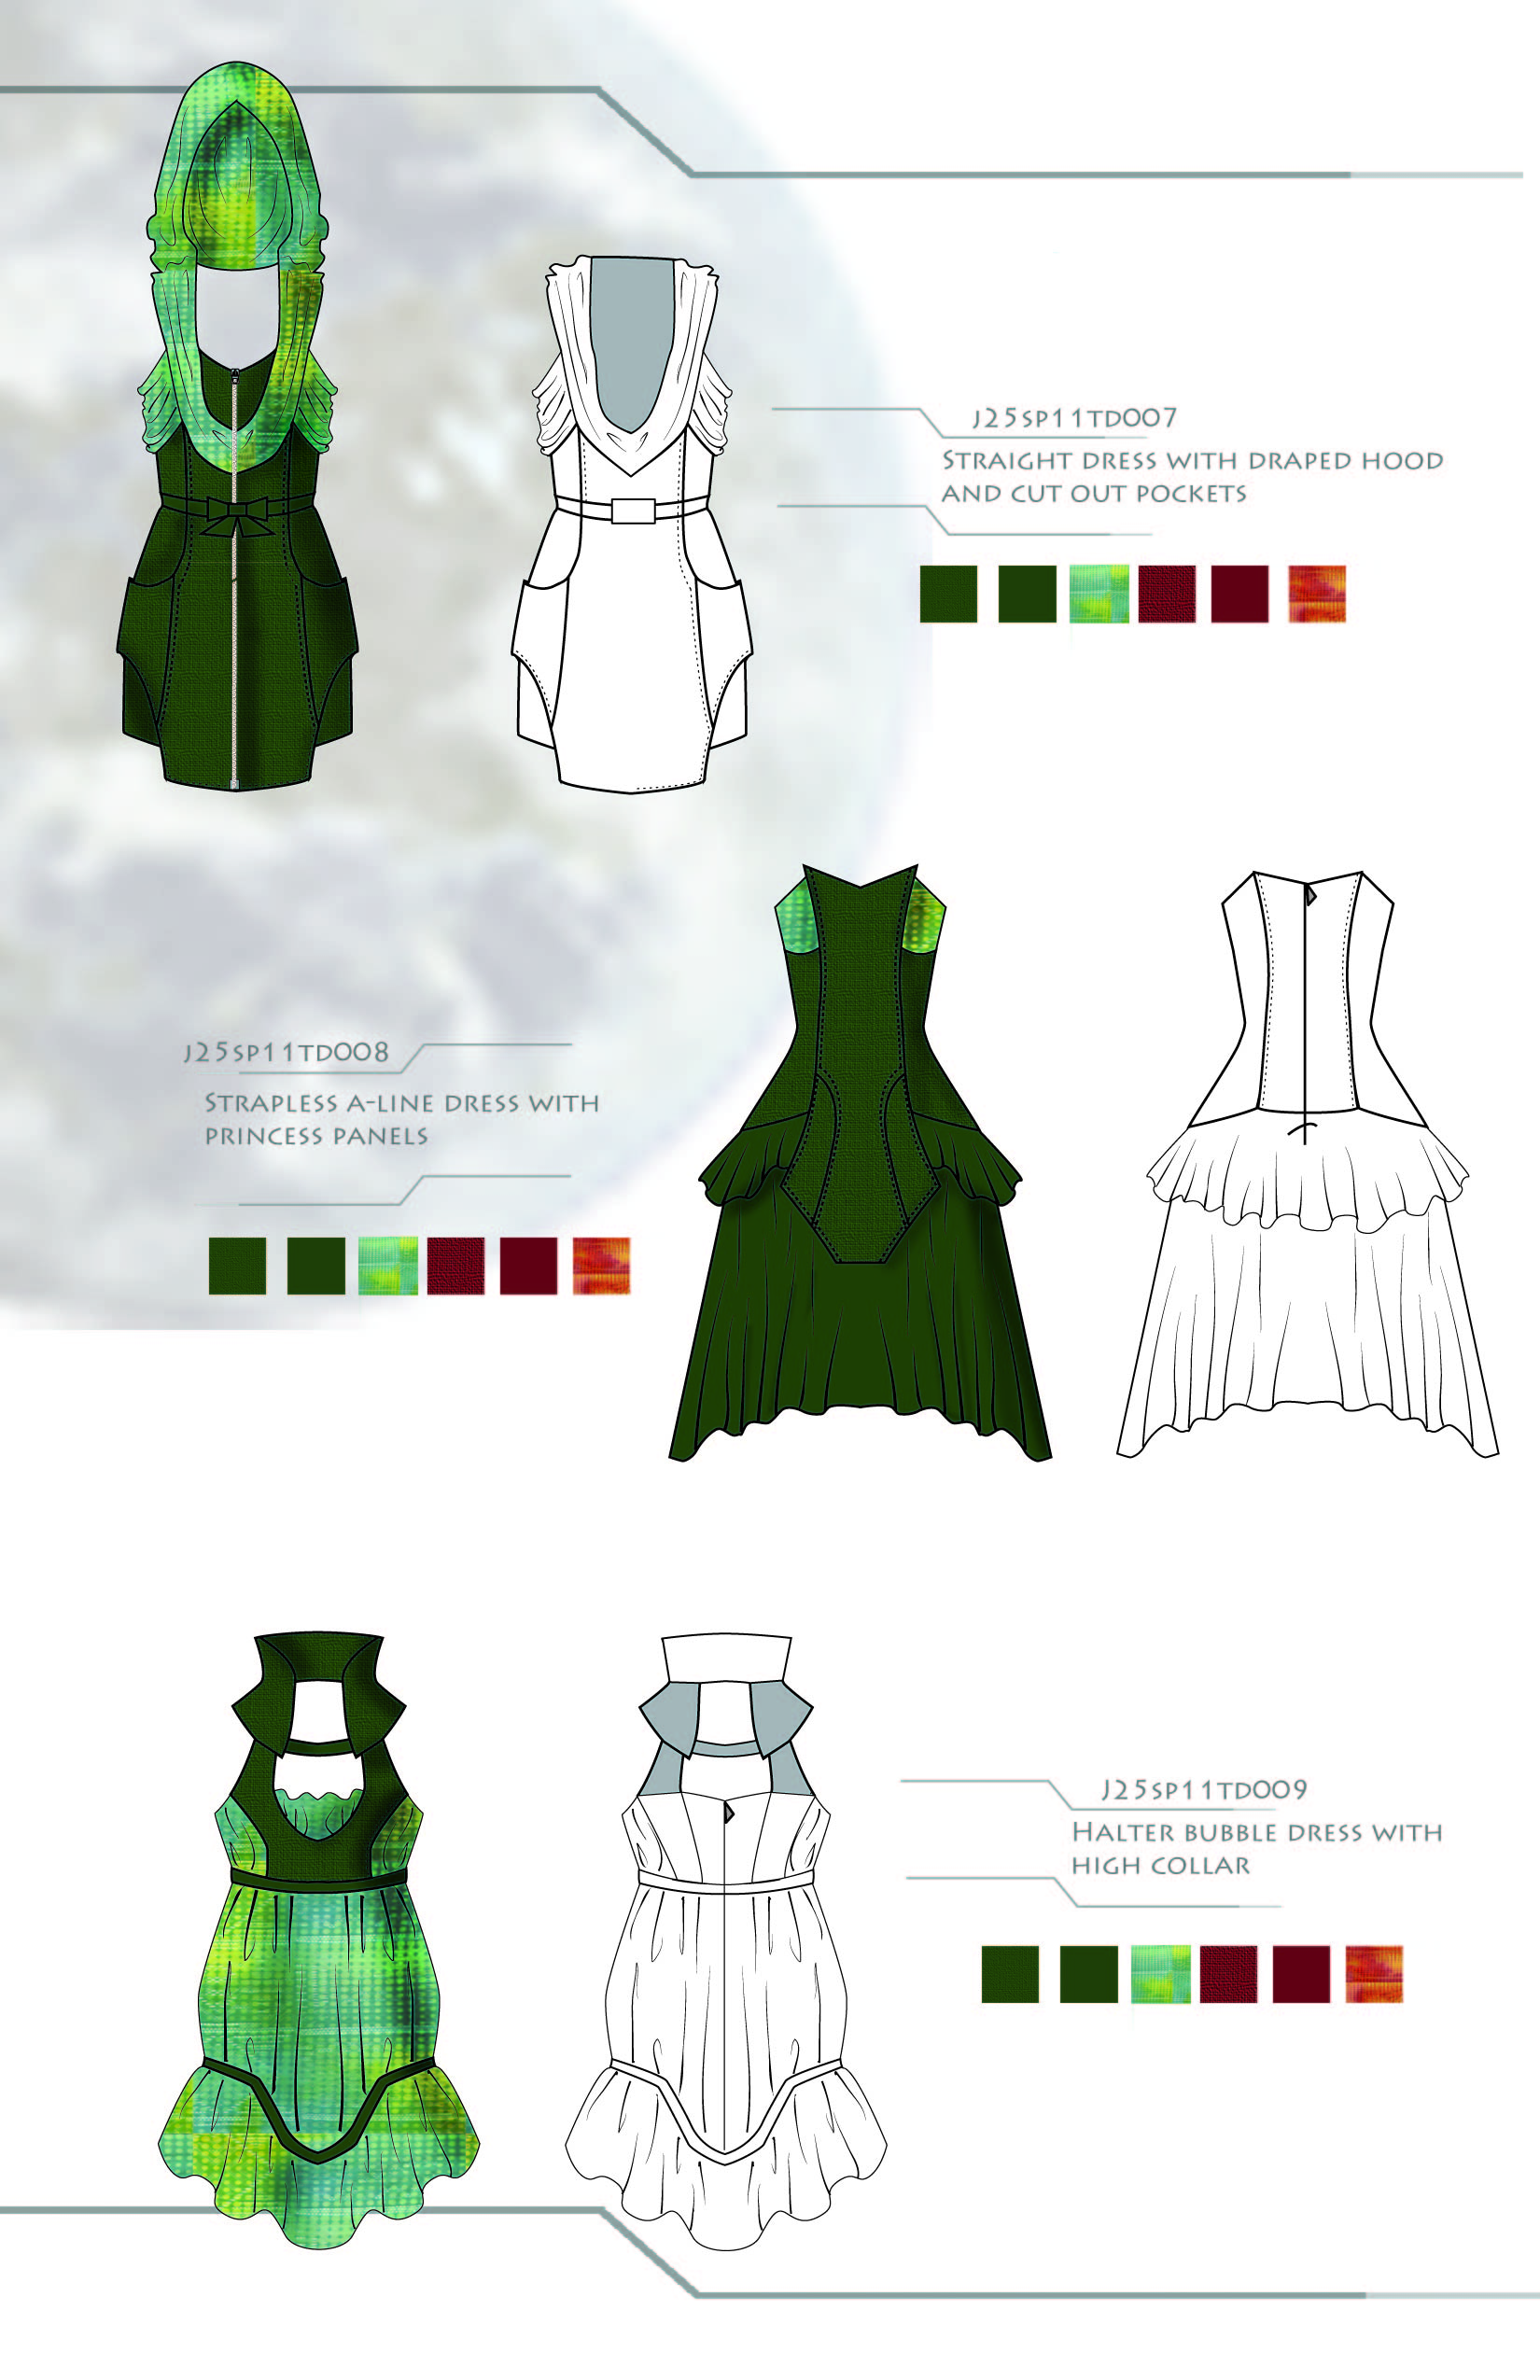 J25SP11TD007
STRAIGHT DRESS WITH DRAPED HOOD
AND CUT OUT POCKETS
J25SP11TD008
STRAPLESS A-LINE DRESS WITH
PRINCESS PANELS
J25SP11TD009
HALTER BUBBLE DRESS WITH
HIGH COLLAR